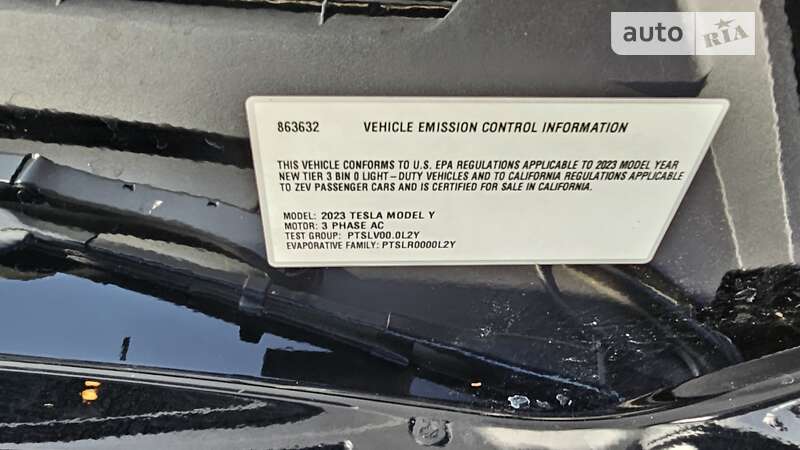 auto RIA
863632 VEHICLE EMISSION CONTROL INFORMATION
THIS VEHICLE CONFORMS TO U.S. EPA REGULATIONS APPLICABLE TO 2023 MODEL YEAR
NEW TIER 3 BIN 0 LIGHT-DUTY VEHICLES AND TO CALIFORNIA REGULATIONS APPLICABLE
TO ZEV PASSENGER CARS AND IS CERTIFIED FOR SALE IN CALIFORNIA.
MODEL: 2023 TESLA MODEL Y
MOTOR: 3 PHASE AC
TEST GROUP: PTSLV00.0L2Y
EVAPORATIVE FAMILY: PTSLR0000L2Y